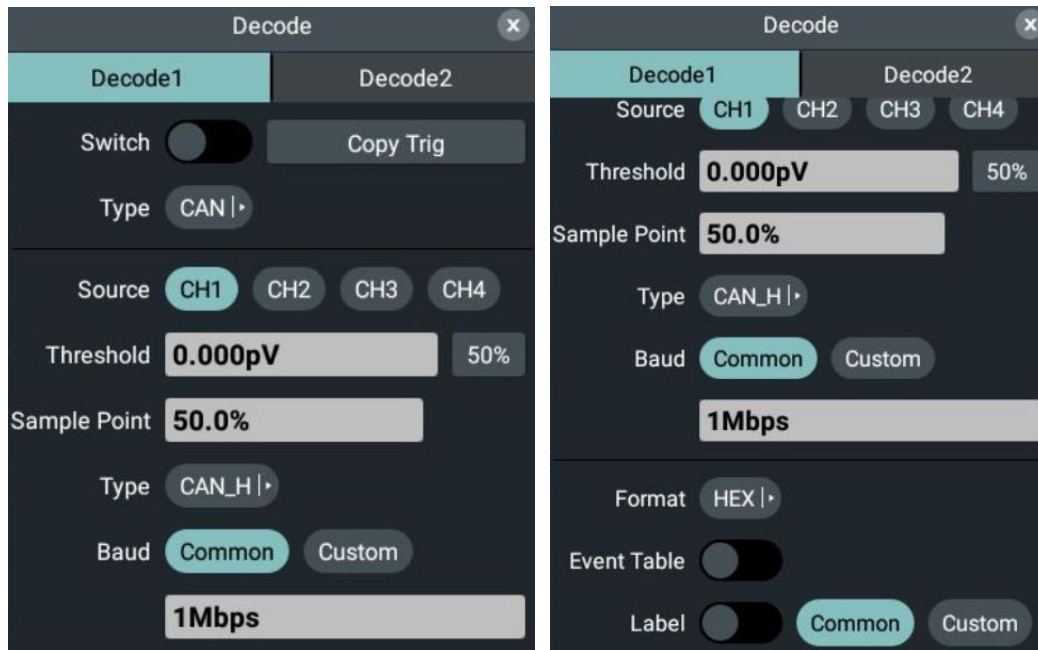 Decode x
Decode1 Decode2
Switch Copy Trig
Type CAN
Source CH1 CH2 CH3 CH4
Threshold 0.000pV 50%
Sample Point 50.0%
Type CAN_H
Baud Common Custom
1Mbps
Decode x
Decode1 Decode2
Source CH1 CH2 CH3 CH4
Threshold 0.000pV 50%
Sample Point 50.0%
Type CAN_H
Baud Common Custom
1Mbps
Format HEX
Event Table
Label Common Custom